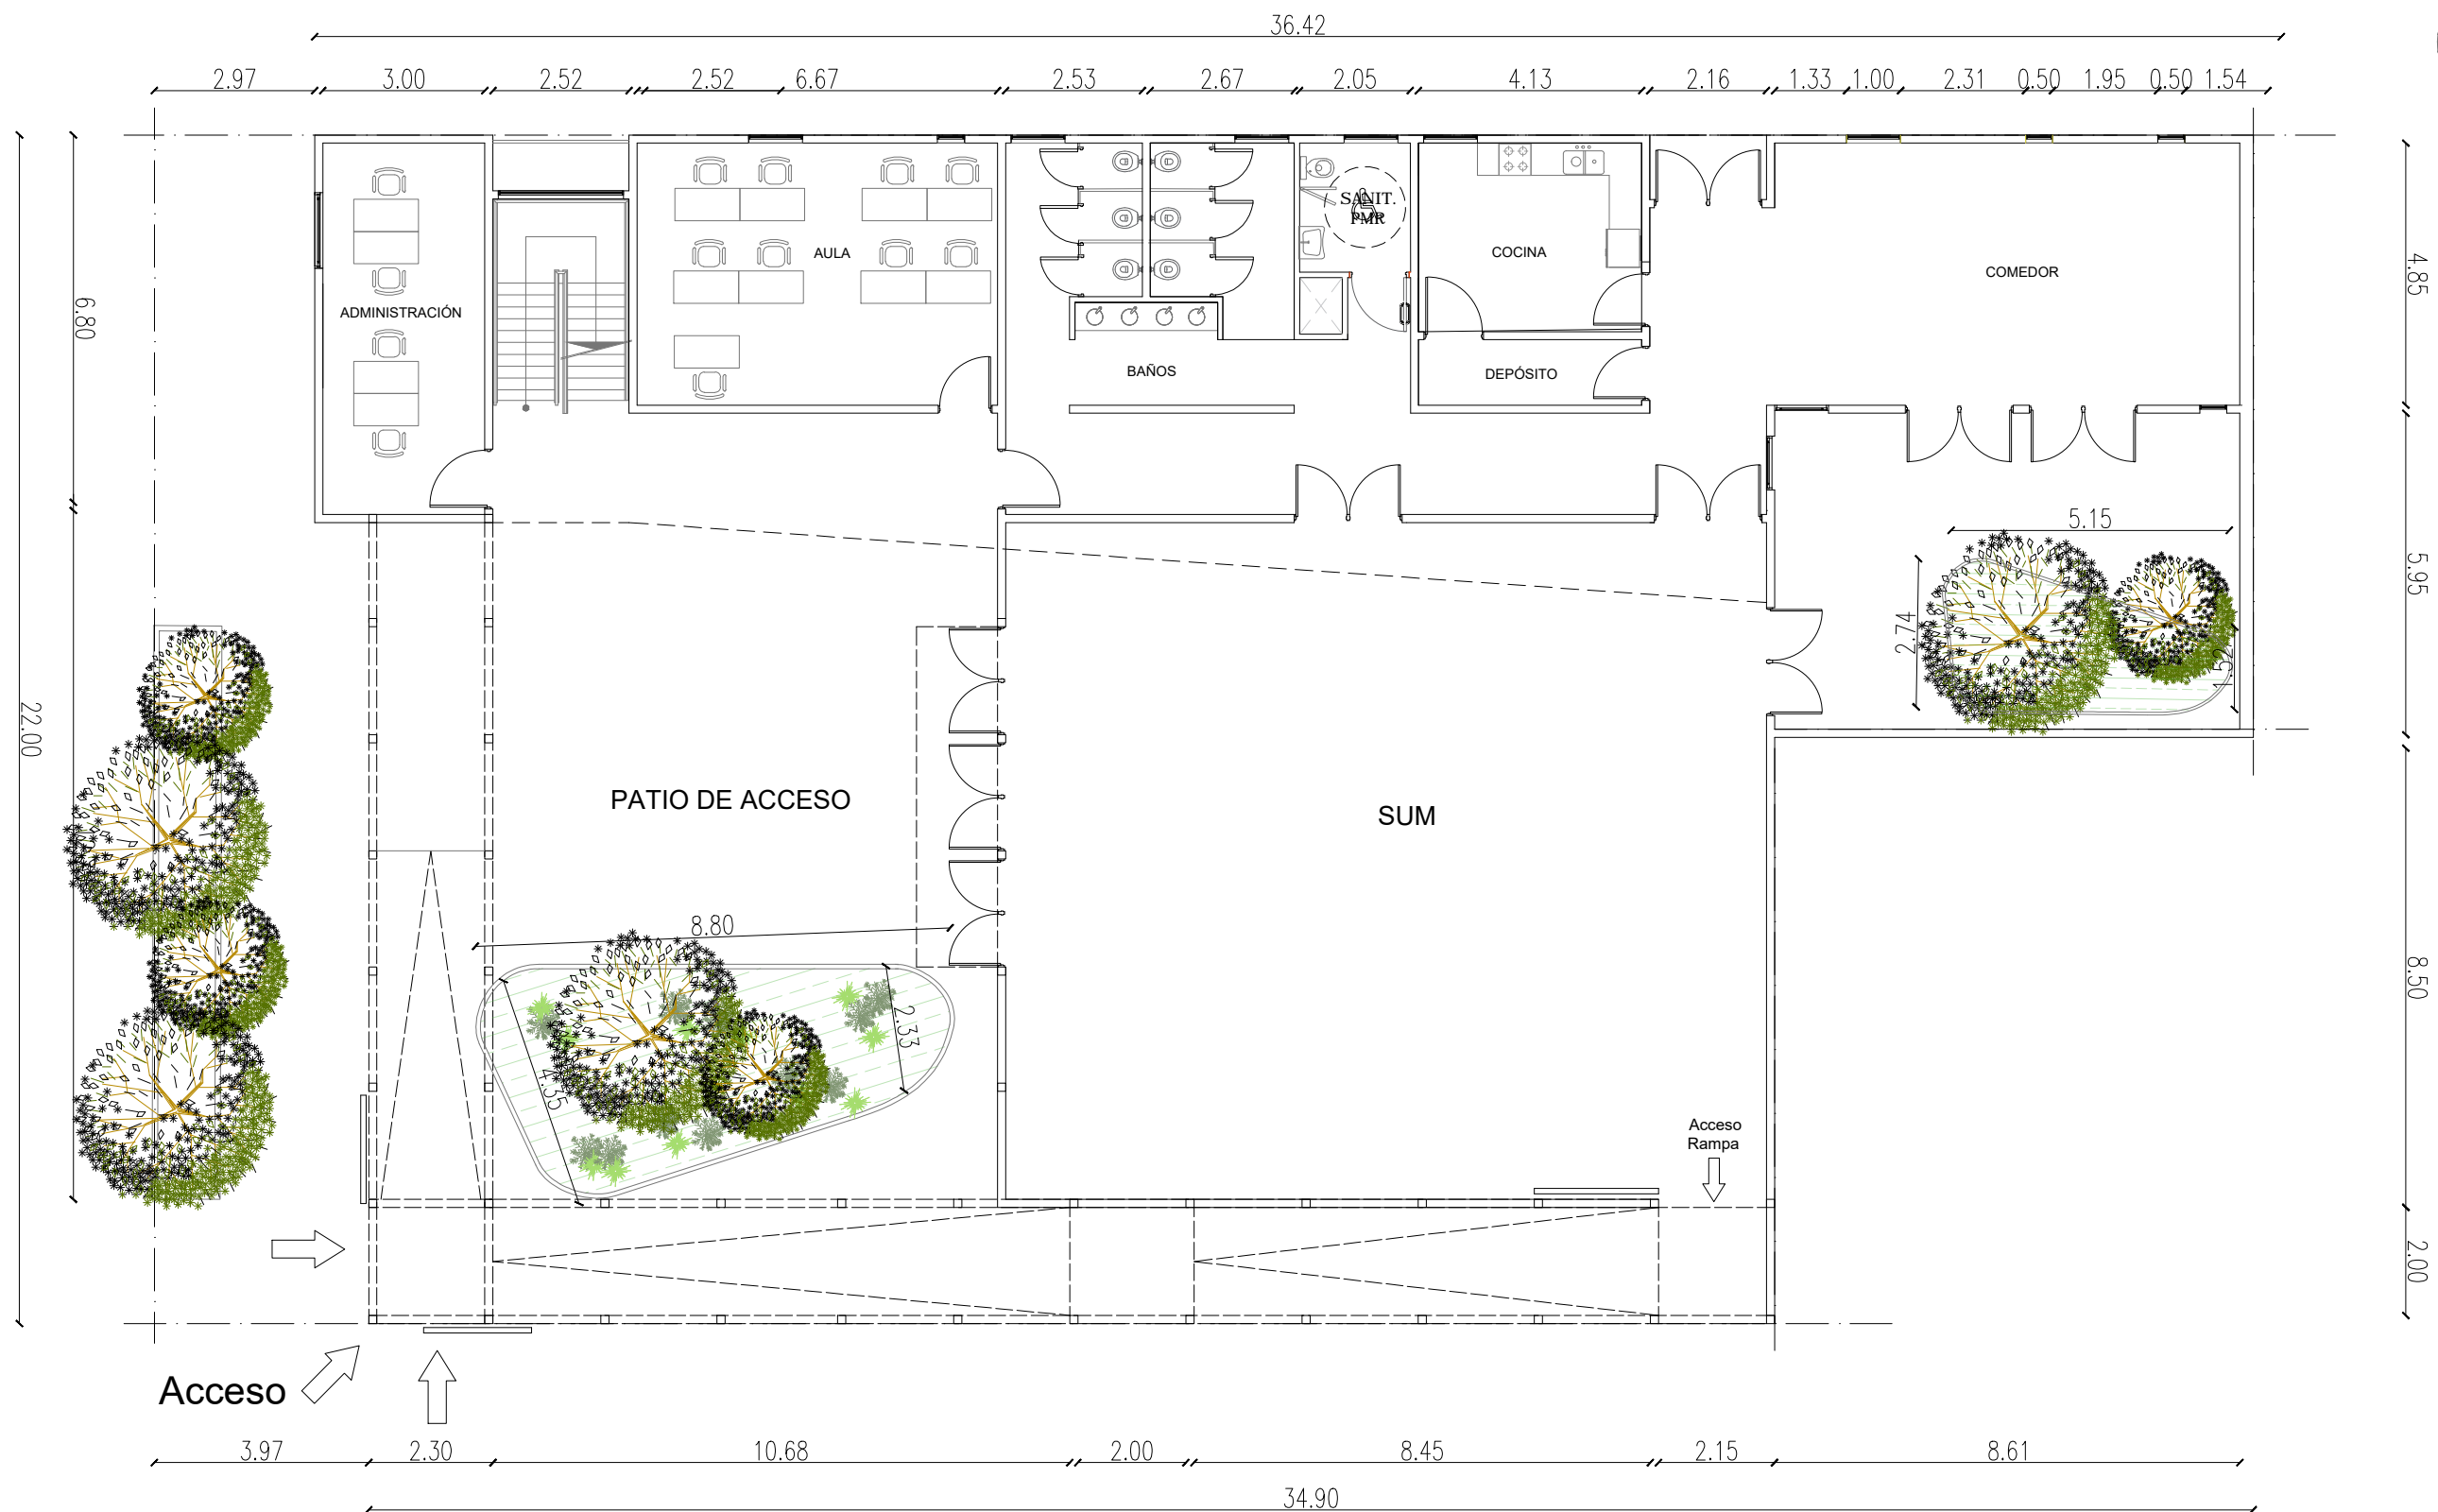 36.42
2.97
3.00
2.52
2.52
6.67
2.53
2.67
2.05
4.13
2.16
1.33
1.00
2.31
0.50
1.95
0.50
1.54
SANIT.
PMR
AULA
COCINA
COMEDOR
4.85
6.80
ADMINISTRACIÓN
BAÑOS
DEPÓSITO
5.15
5.95
2.74
1.52
22.00
PATIO DE ACCESO
SUM
8.80
2.33
4.35
8.50
Acceso
Rampa
2.00
Acceso
3.97
2.30
10.68
2.00
8.45
2.15
8.61
34.90